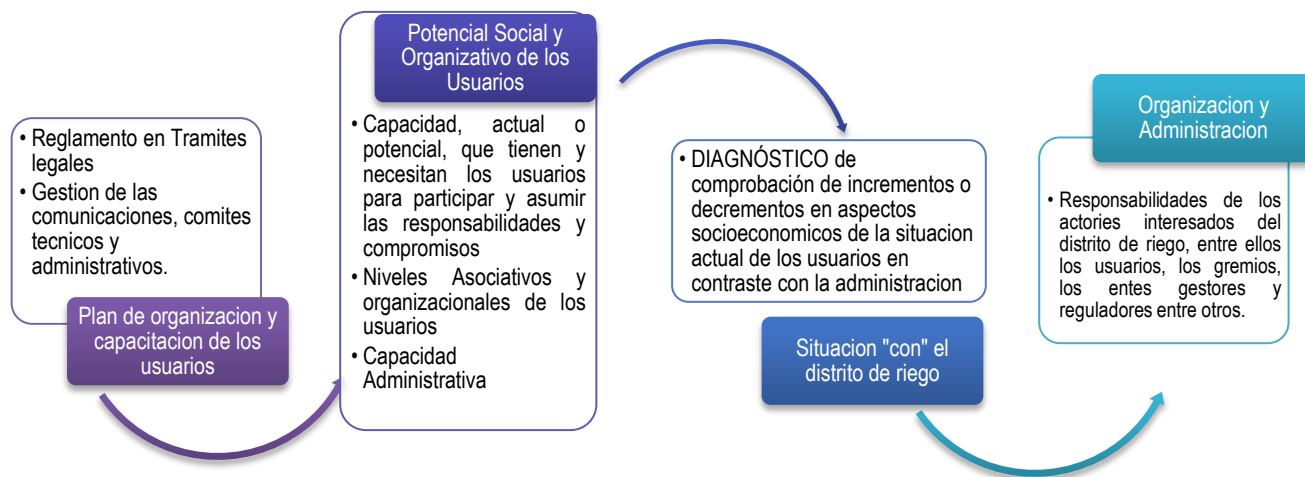 • Reglamento en Tramites
legales
• Gestion de las
comunicaciones, comites
tecnicos y
administrativos.
Plan de organizacion y
capacitacion de los
usuarios
Potencial Social y
Organizativo de los
Usuarios
• Capacidad, actual o
potencial, que tienen y
necesitan los usuarios
para participar y asumir
las responsabilidades y
compromisos
• Niveles Asociativos y
organizacionales de los
usuarios
• Capacidad
Administrativa
• DIAGNÓSTICO de
comprobación de incrementos o
decrementos en aspectos
socioeconomicos de la situacion
actual de los usuarios en
contraste con la administracion
Situacion "con" el
distrito de riego
Organizacion y
Administracion
• Responsabilidades de los
actories interesados del
distrito de riego, entre ellos
los usuarios, los gremios,
los entes gestores y
reguladores entre otros.